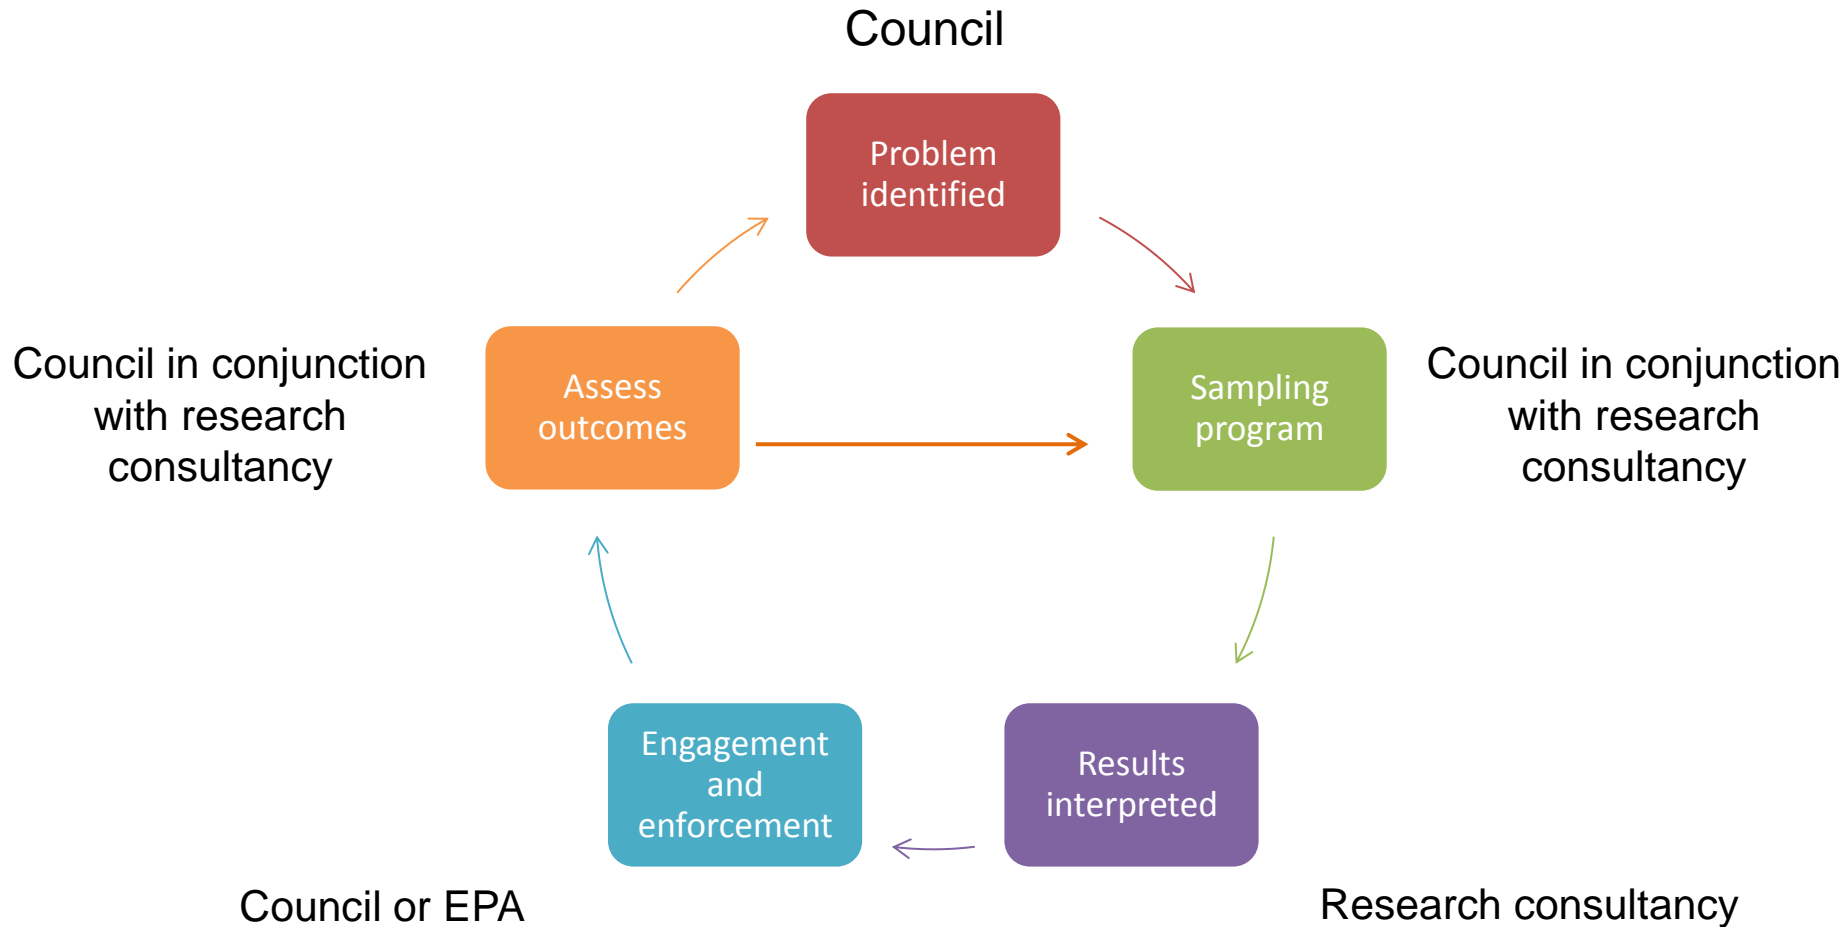 Council
Problem
identified
Council in conjunction
with research
consultancy
Assess
outcomes
Sampling
program
Council in conjunction
with research
consultancy
Engagement
and
enforcement
Results
interpreted
Council or EPA
Research consultancy